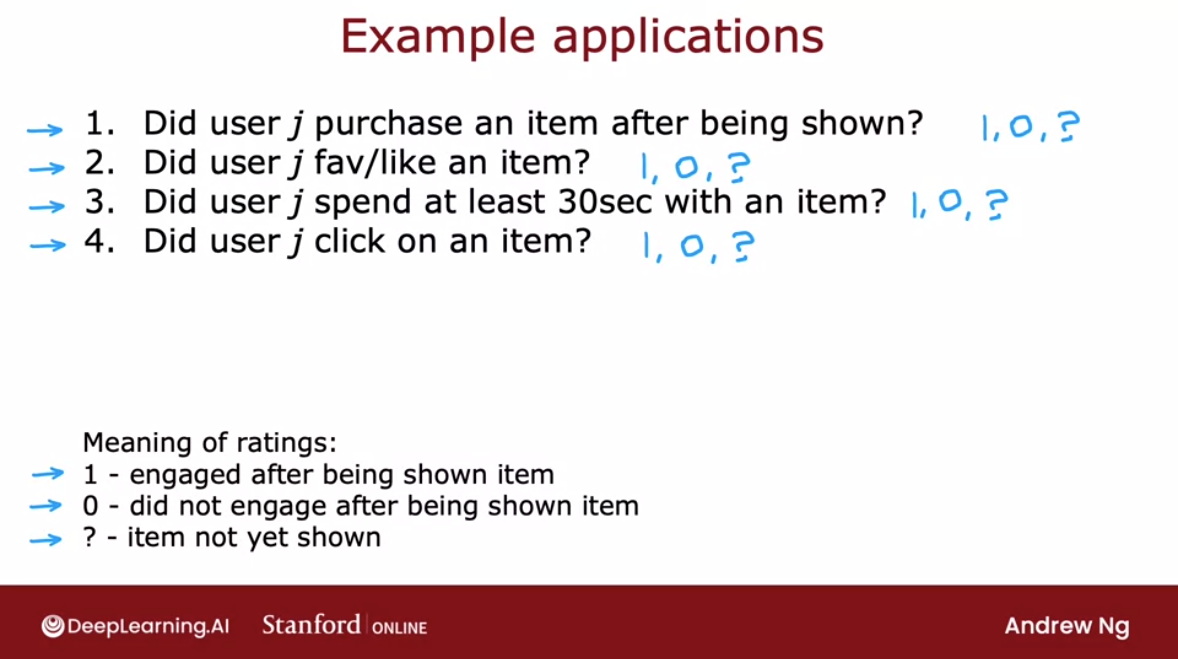 Example applications
→ 1. Did user j purchase an item after being shown? 1, 0, ?
→ 2. Did user j fav/like an item? 1, 0, ?
→ 3. Did user j spend at least 30sec with an item? 1, 0, ?
→ 4. Did user j click on an item? 1, 0, ?
Meaning of ratings:
→ 1 - engaged after being shown item
→ 0 - did not engage after being shown item
→ ? - item not yet shown
DeepLearning.AI Stanford ONLINE Andrew Ng